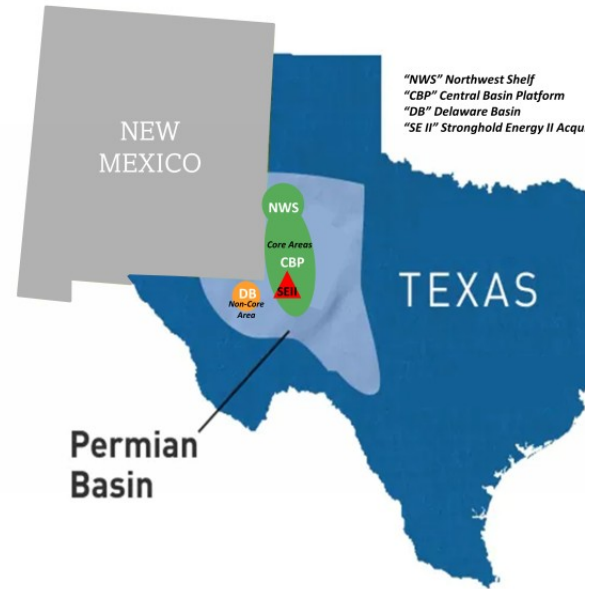 NEW
MEXICO
"NWS" Northwest Shelf
"CBP" Central Basin Platform
"DB" Delaware Basin
"SE II" Stronghold Energy II
NWS
Core Areas
CBP
SEII
DB
Non-Core
Area
TEXAS
Permian
Basin